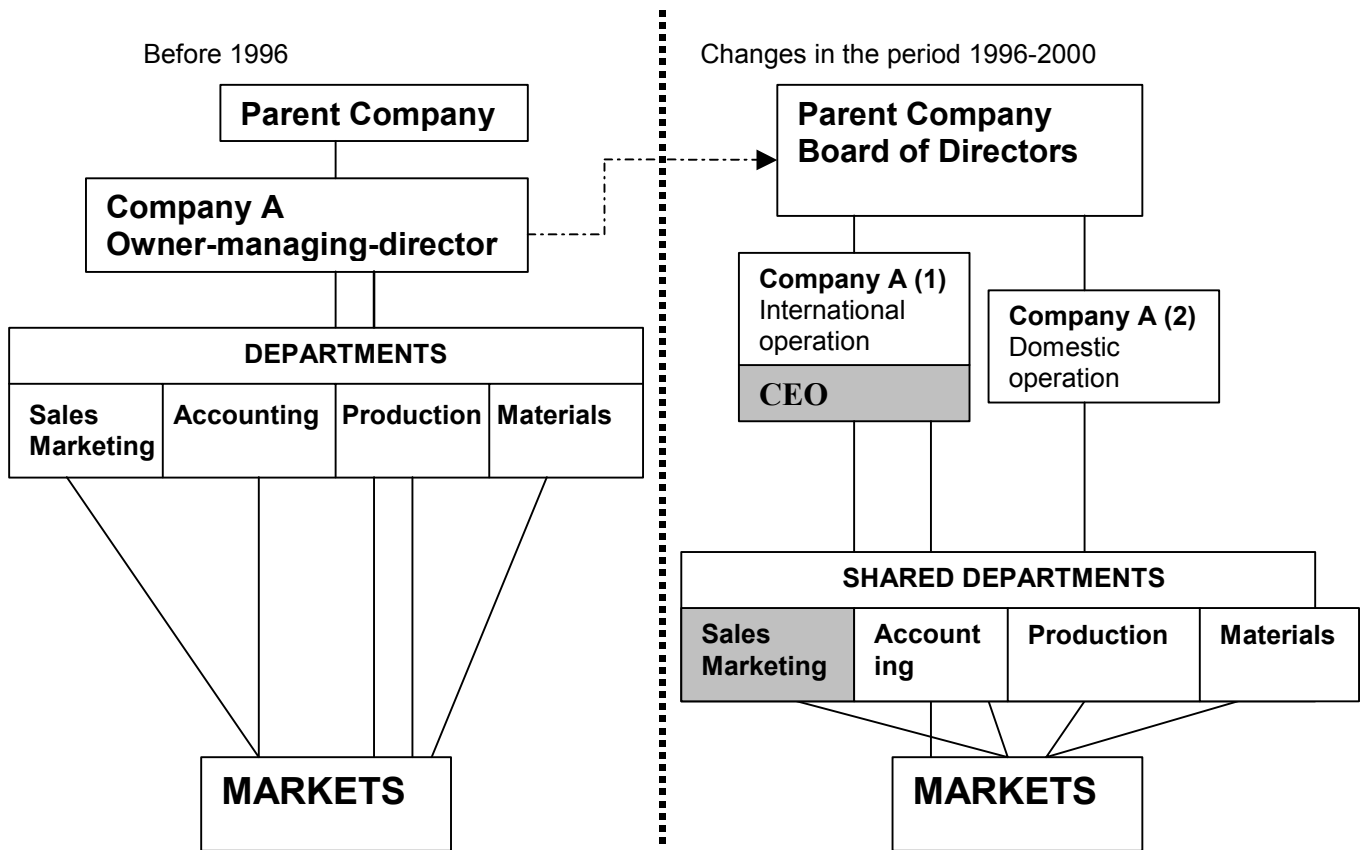 Before 1996
Parent Company
Company A
Owner-managing-director
DEPARTMENTS
Sales
Marketing
Accounting
Production
Materials
MARKETS
Changes in the period 1996-2000
Parent Company
Board of Directors
Company A (1)
International
operation
CEO
Company A (2)
Domestic
operation
SHARED DEPARTMENTS
Sales
Marketing
Account
ing
Production
Materials
MARKETS